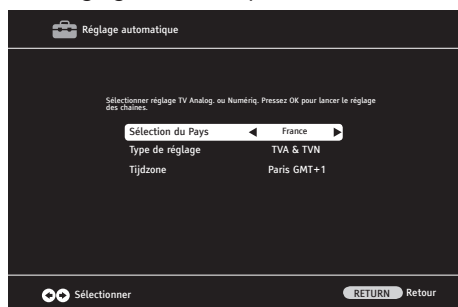 Réglage automatique
Sélectionner réglage TV Analog. ou Numériq. Pressez OK pour lancer le réglage
des chaines.
Sélection du Pays France
Type de réglage TVA & TVN
Tijdzone Paris GMT+1
Sélectionner RETURN Retour